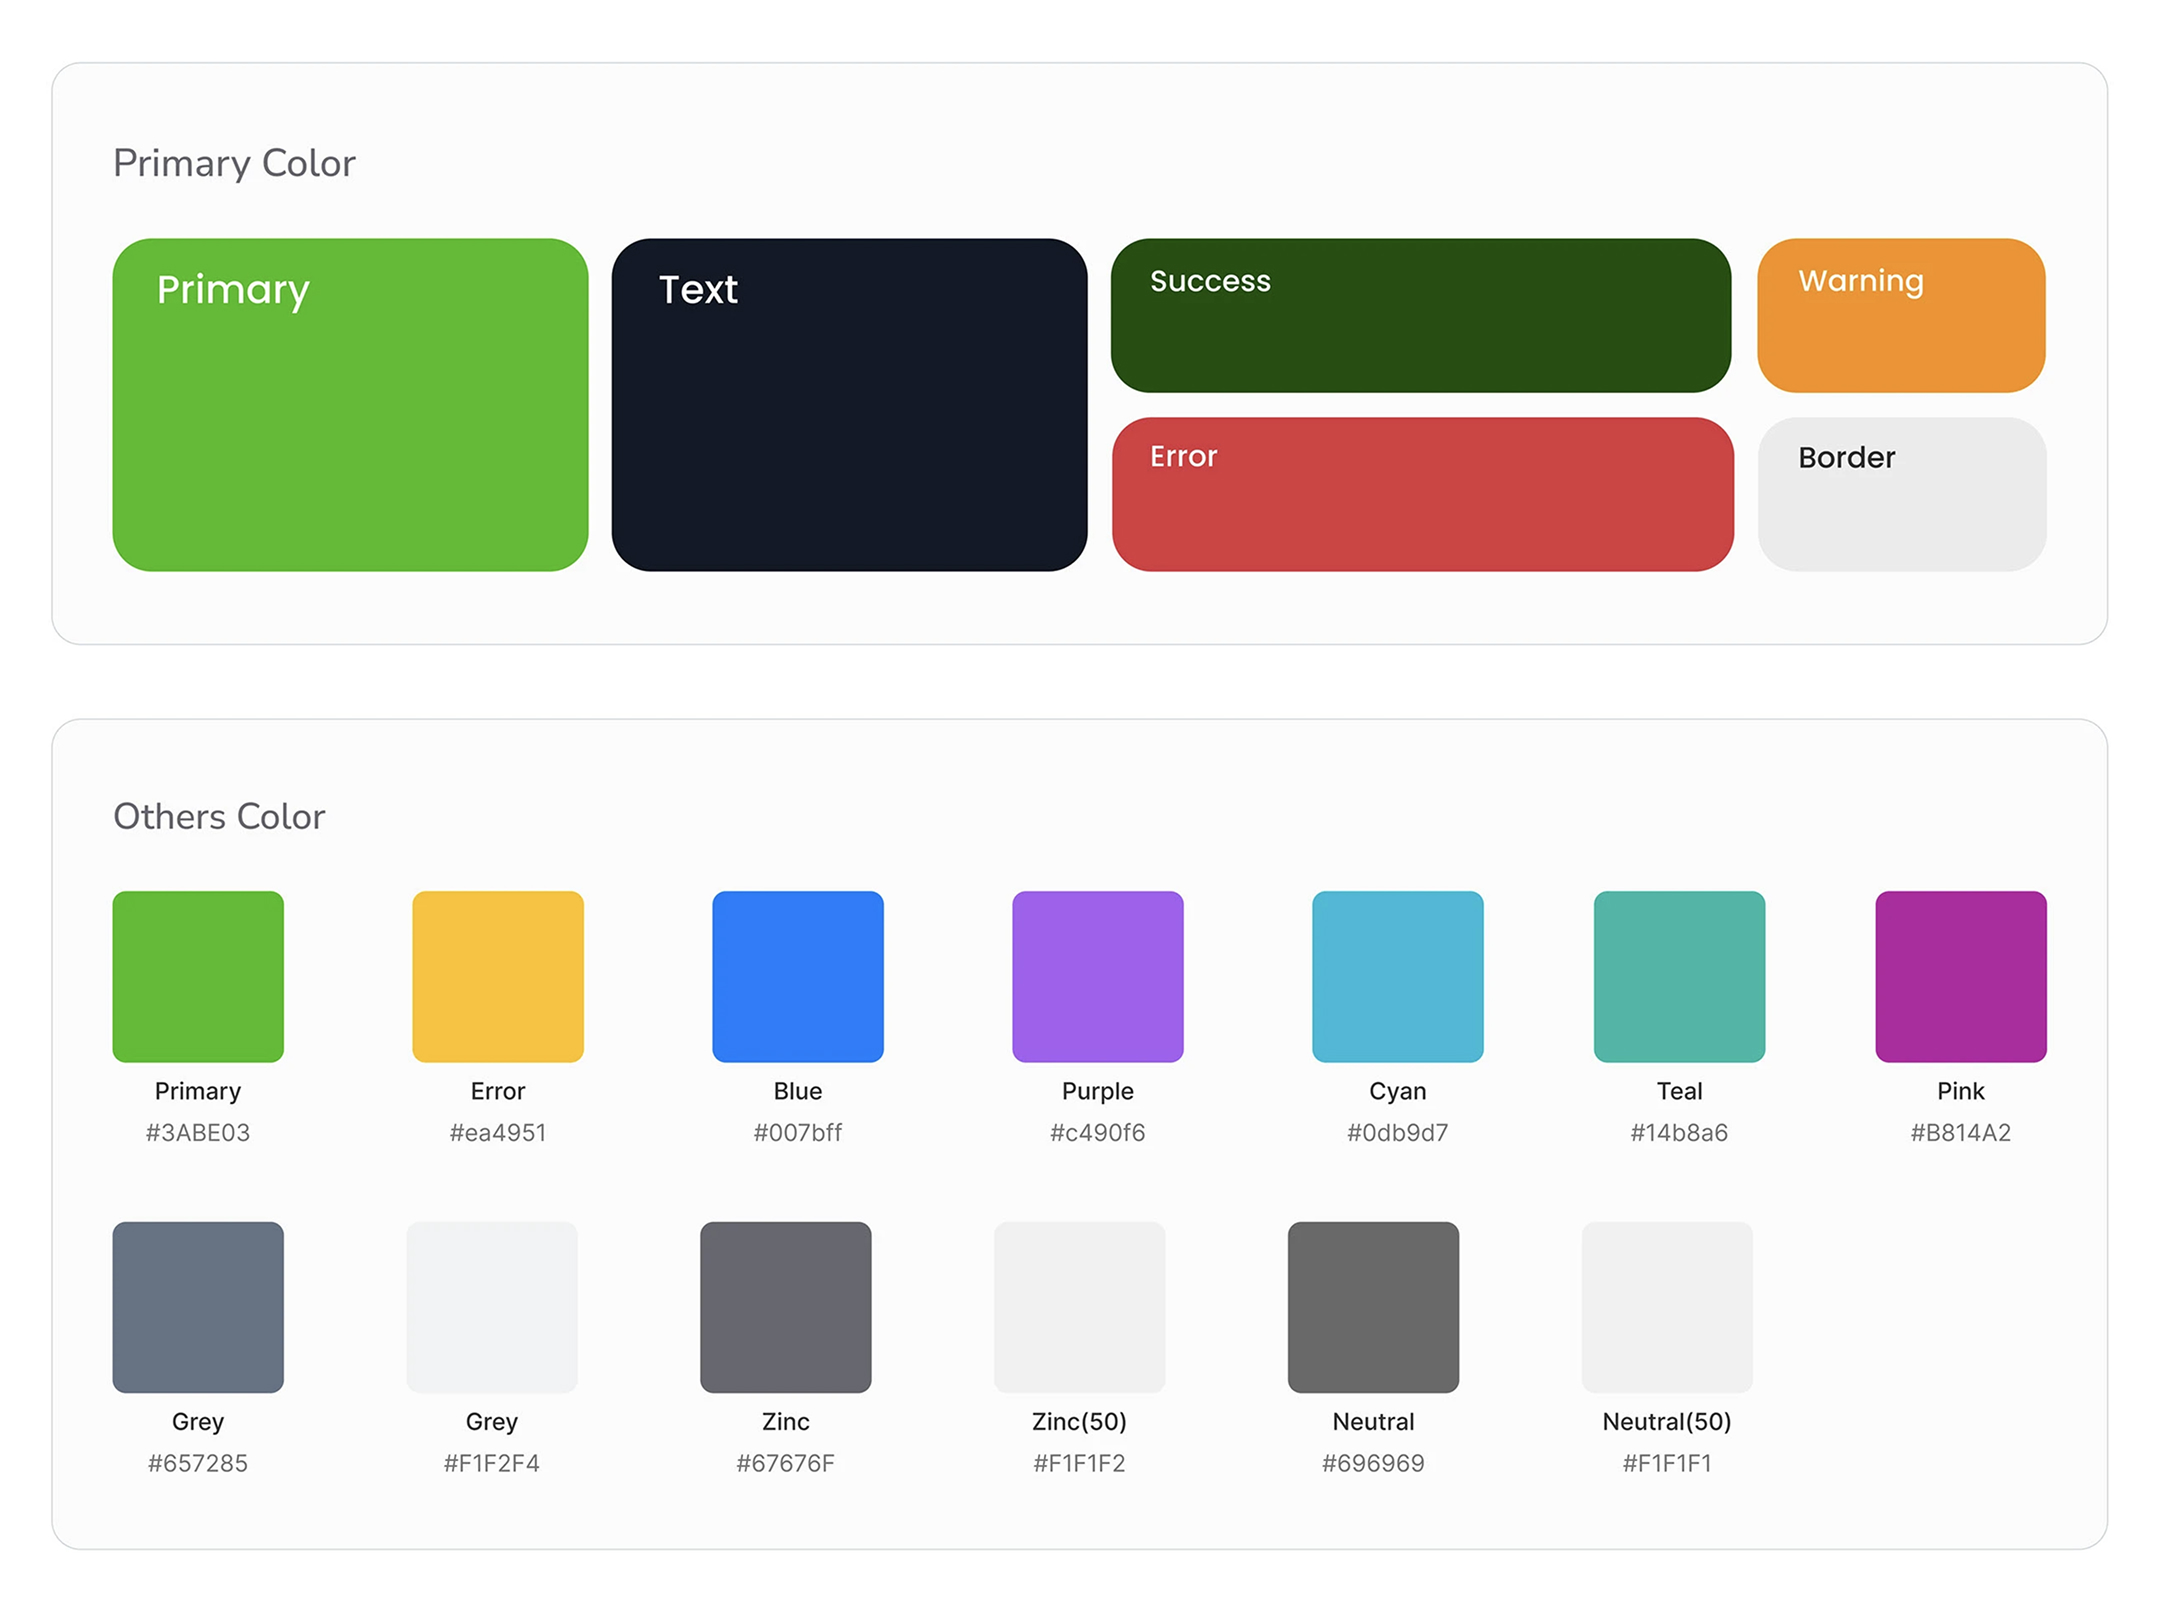 Primary Color
Primary
Text
Success
Warning
Error
Border
Others Color
Primary
#3ABE03
Error
#ea4951
Blue
#007bff
Purple
#c490f6
Cyan
#0db9d7
Teal
#14b8a6
Pink
#B814A2
Grey
#657285
Grey
#F1F2F4
Zinc
#67676F
Zinc(50)
#F1F1F2
Neutral
#696969
Neutral(50)
#F1F1F1